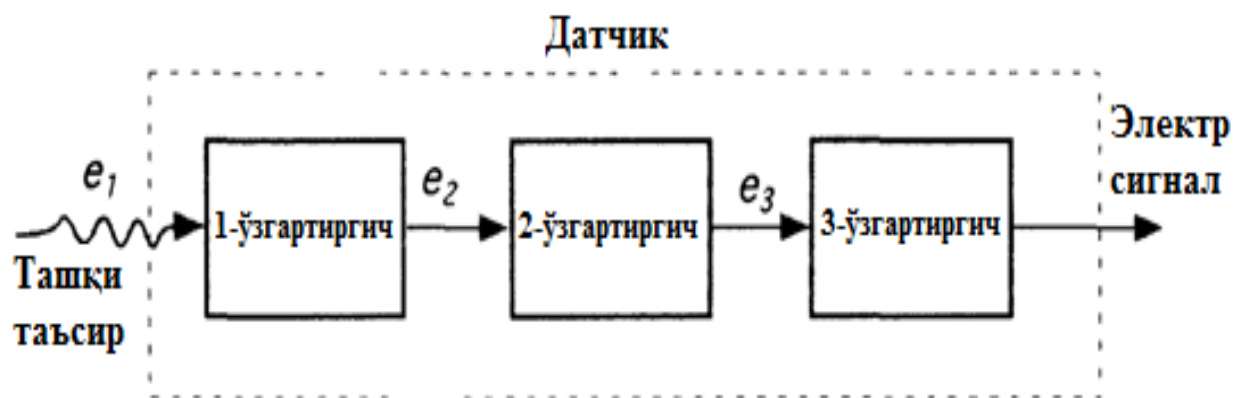 Датчик
e1
Ташқи
таъсир
1-ўзгартиргич
e2
2-ўзгартиргич
e3
3-ўзгартиргич
Электр
сигнал